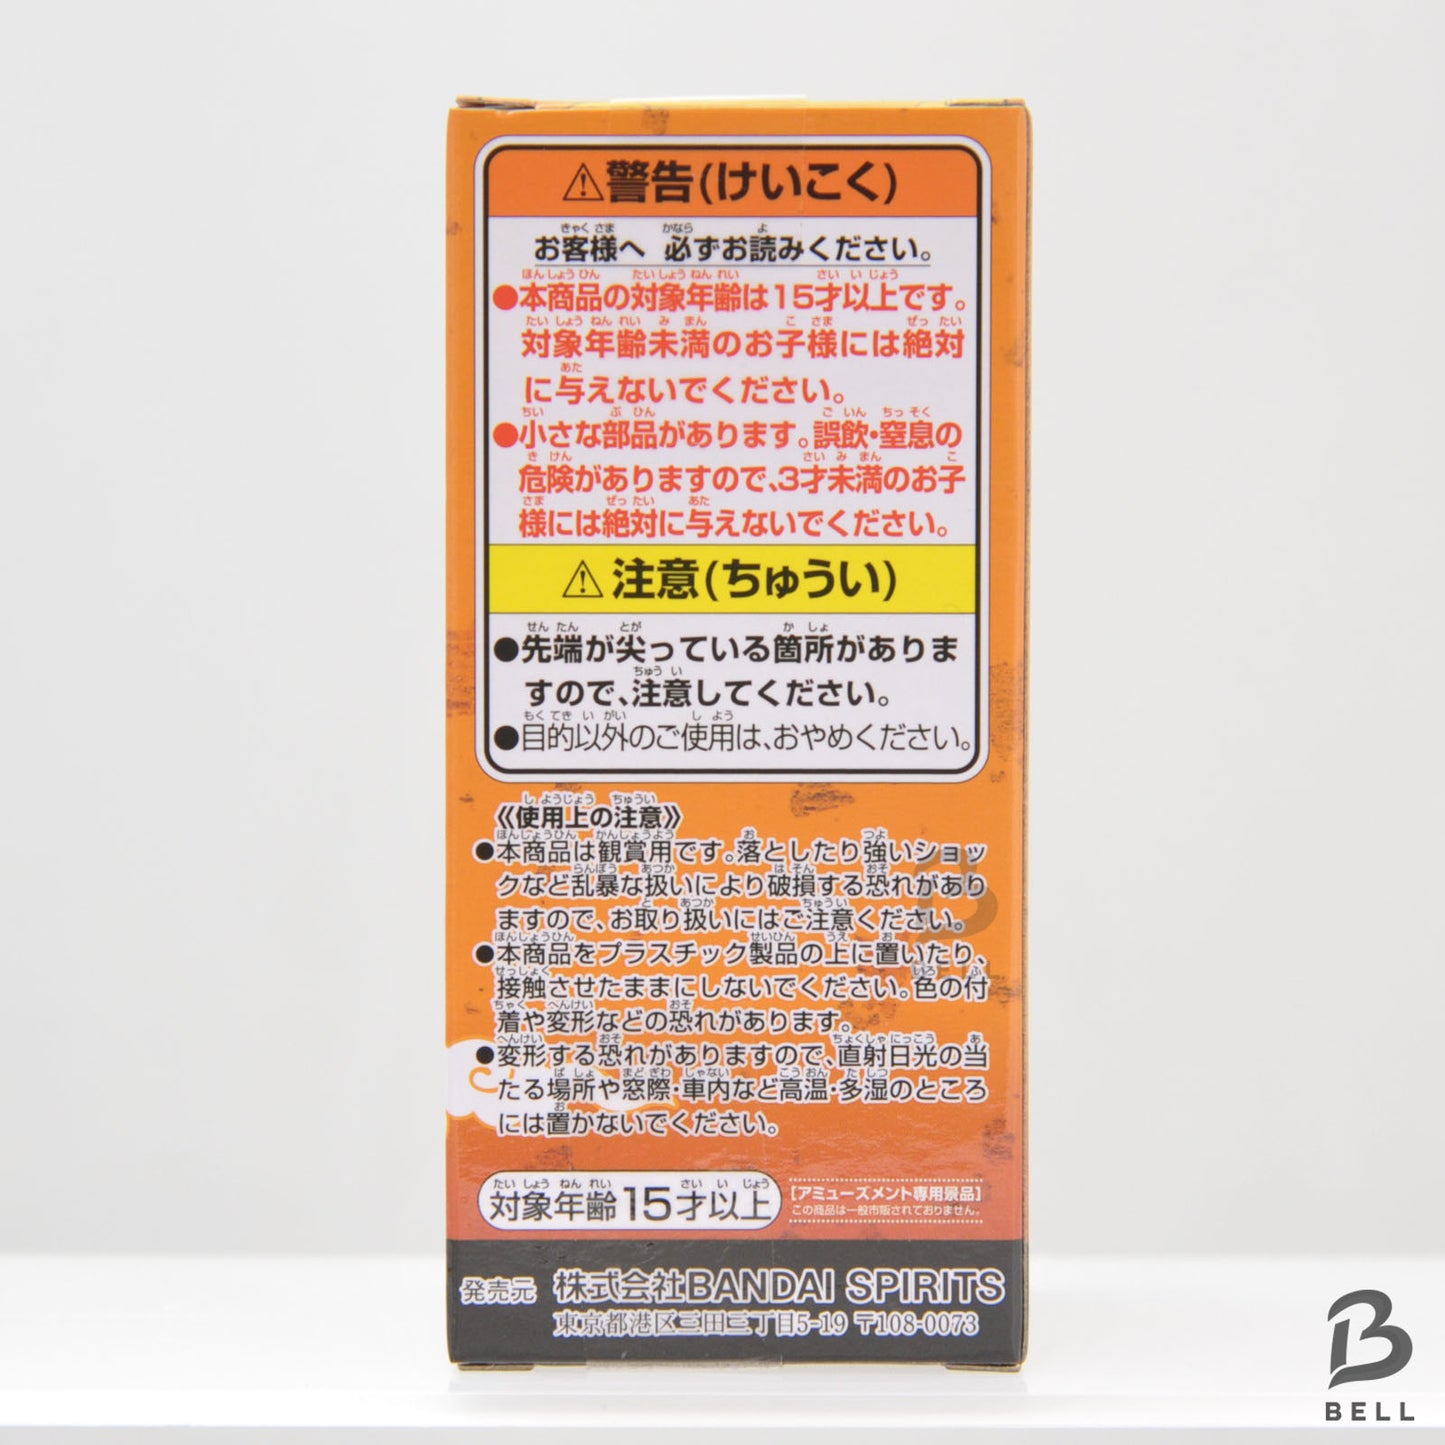 ⚠警告(けいこく)
お客様へ 必ずお読みください。
●本商品の対象年齢は15才以上です。
対象年齢未満のお子様には絶対
に与えないでください。
●小さな部品があります。誤飲・窒息の
危険がありますので、3才未満のお子
様には絶対に与えないでください。
⚠注意(ちゅうい)
●先端が尖っている箇所がありま
すので、注意してください。
●目的以外のご使用は、おやめください。
《使用上の注意》
●本商品は観賞用です。落としたり強いショッ
クなど乱暴な扱いにより破損する恐れがあり
ますので、お取り扱いにはご注意ください。
●本商品をプラスチック製品の上に置いたり、
接触させたままにしないでください。色の付
着や変形などの恐れがあります。
●変形する恐れがありますので、直射日光の当
たる場所や窓際・車内など高温・多湿のところ
には置かないでください。
対象年齢15才以上
[アミューズメント専用景品]
この商品は一般市販されておりません。
発売元 株式会社BANDAI SPIRITS
東京都港区三田三丁目5-19 〒108-0073
BELL
BELL